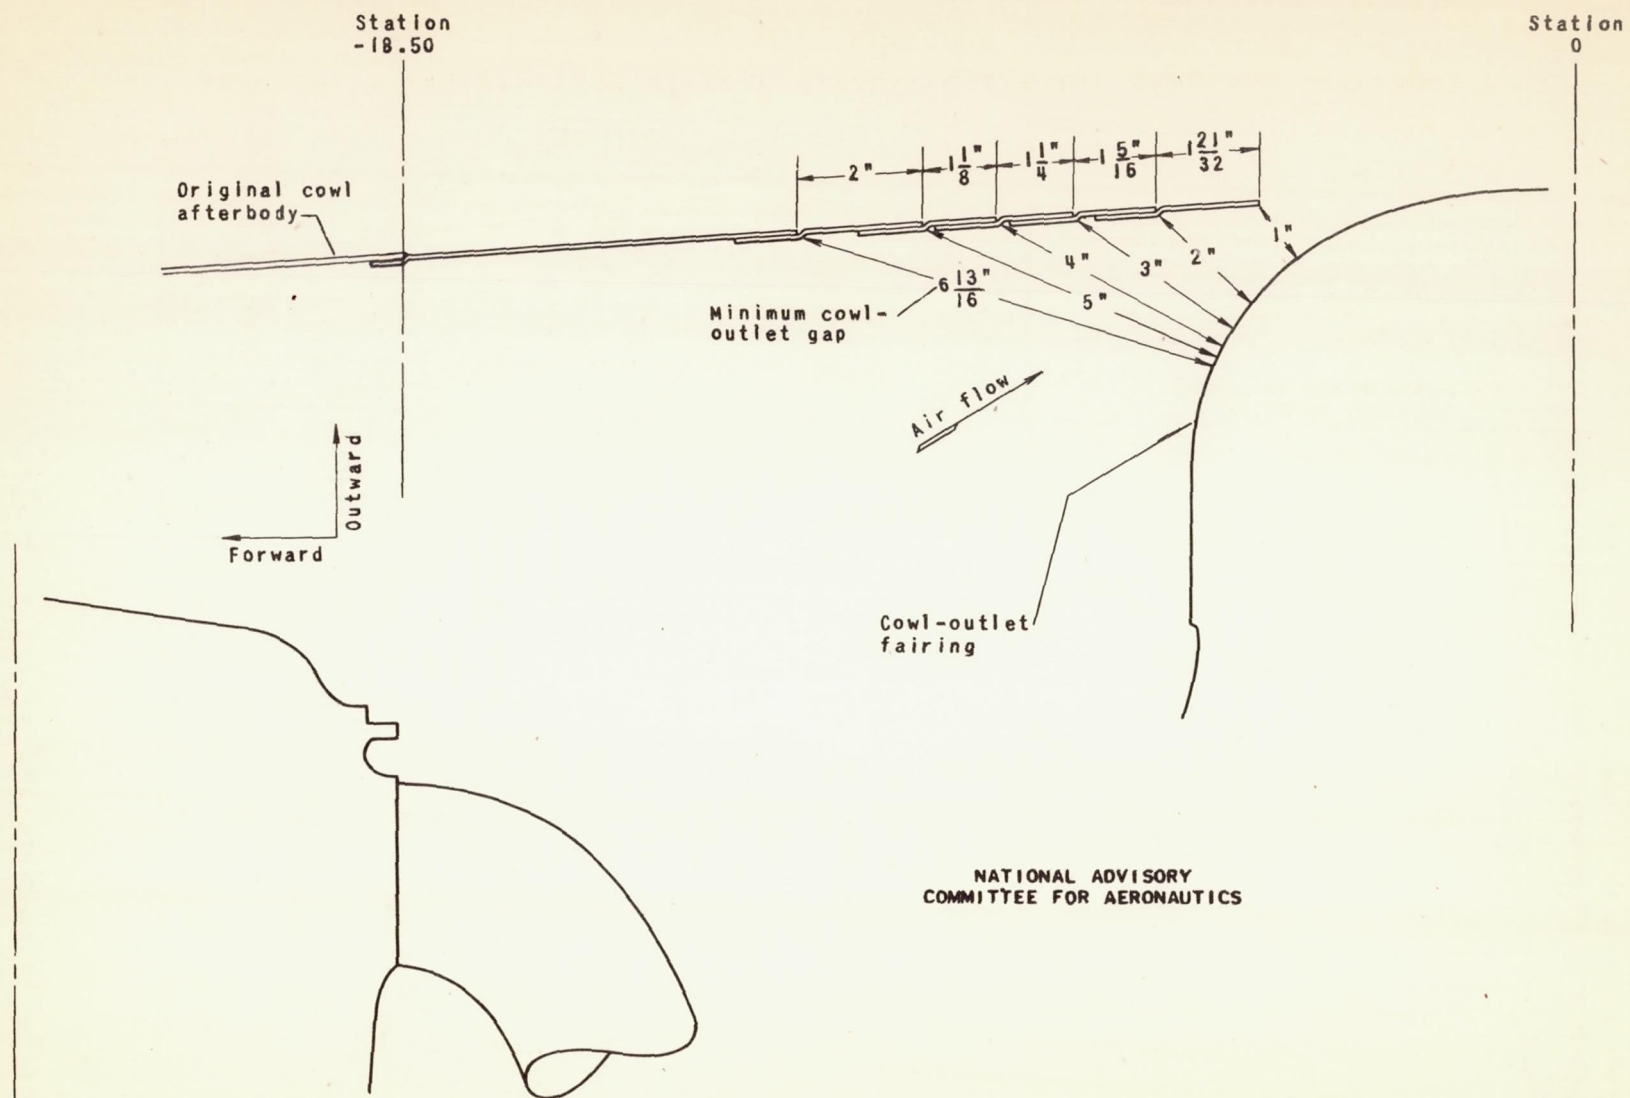 Station
-18.50
Station
0
2" 1 1/8" 1 1/4" 1 5/16" 1 21/32"
Original cowl
afterbody
1"
2"
3"
4"
6 13/16"
5"
Minimum cowl-
outlet gap
Air flow
Outward
Forward
Cowl-outlet
fairing
NATIONAL ADVISORY
COMMITTEE FOR AERONAUTICS